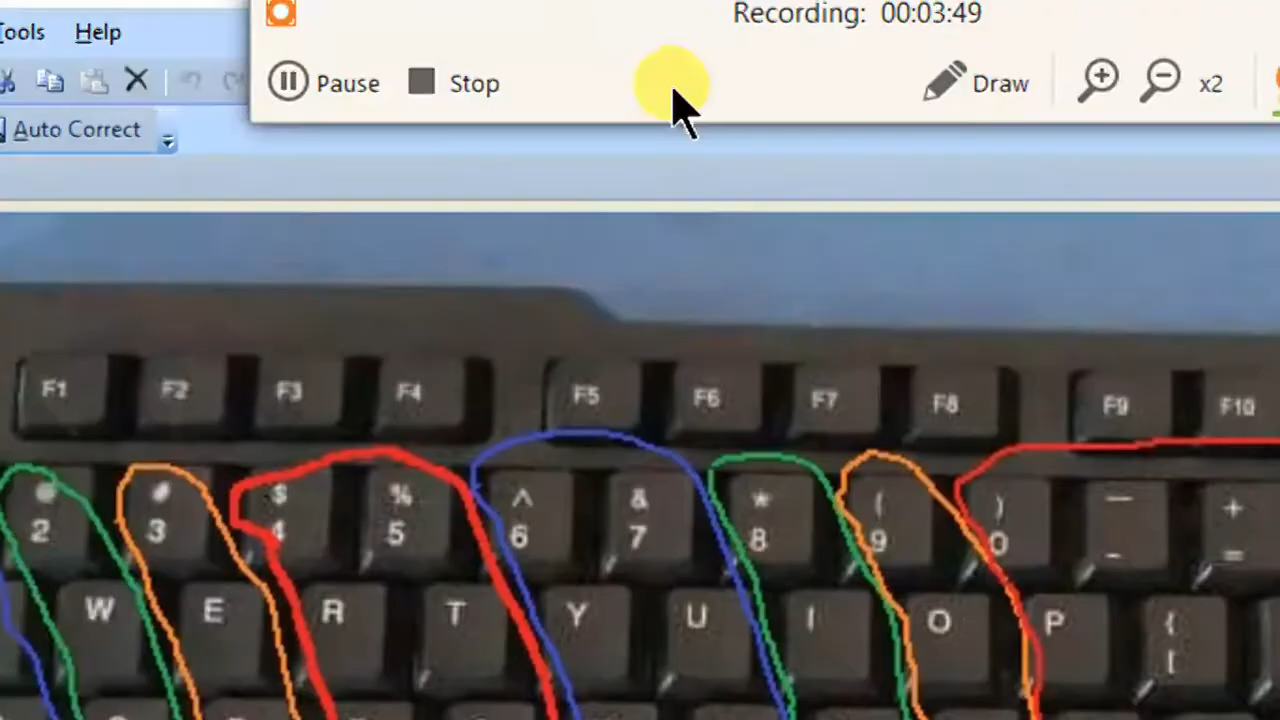 Recording: 00:03:49
Tools Help
Pause Stop Draw x2
Auto Correct
F1 F2 F3 F4 F5 F6 F7 F8 F9 F10
# $ % ^ & * ( ) — +
2 3 4 5 6 7 8 9 0 - =
W E R T Y U I O P {
[